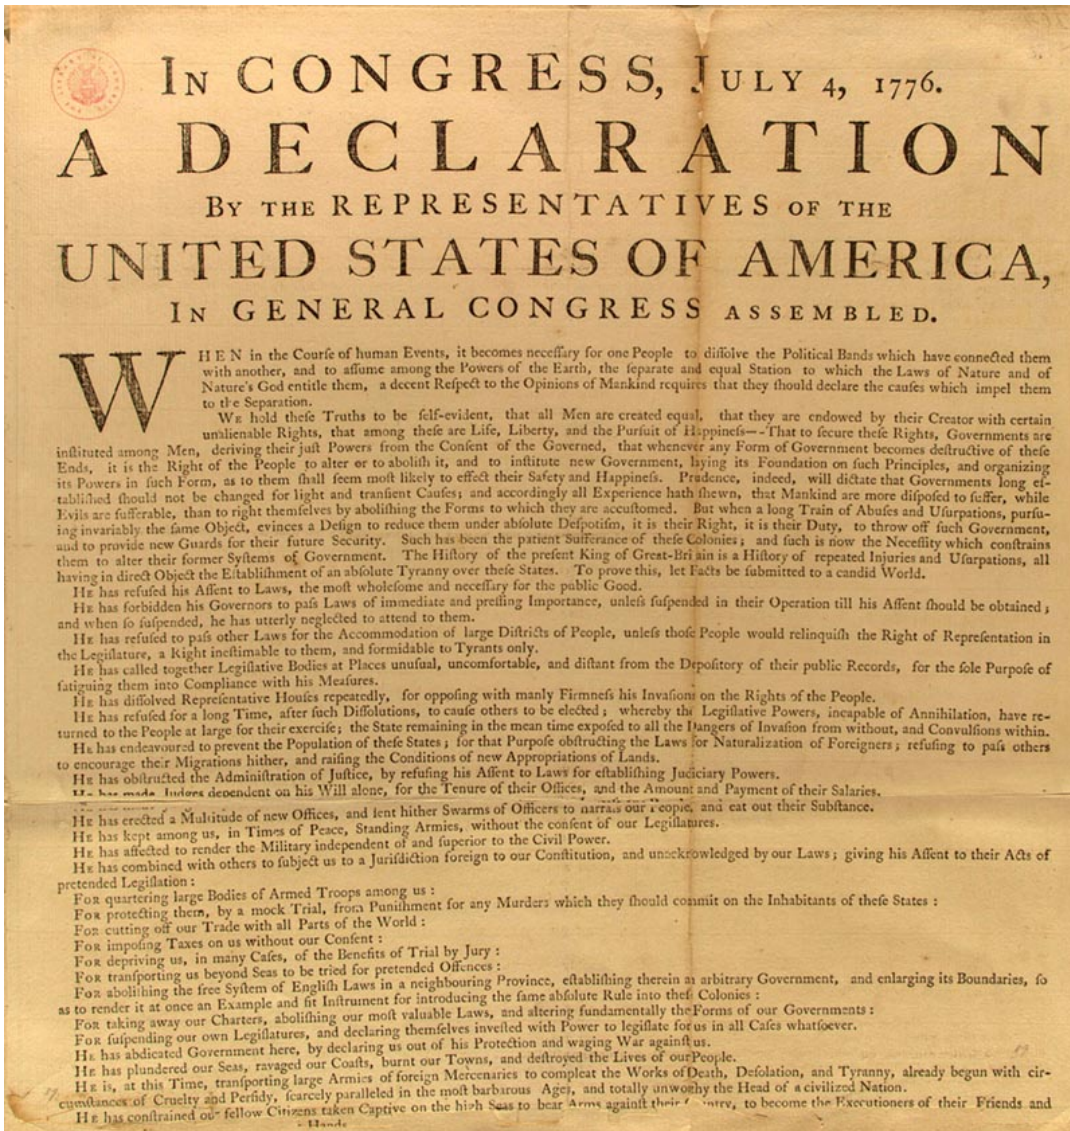 IN CONGRESS, JULY 4, 1776.
A DECLARATION
BY THE REPRESENTATIVES OF THE
UNITED STATES OF AMERICA,
IN GENERAL CONGRESS ASSEMBLED.
WHEN in the Courſe of human Events, it becomes neceſſary for one People to diſſolve the Political Bands which have connected them
with another, and to aſſume among the Powers of the Earth, the ſeparate and equal Station to which the Laws of Nature and of
Nature's God entitle them, a decent Reſpect to the Opinions of Mankind requires that they ſhould declare the cauſes which impel them
to the Separation.
WE hold theſe Truths to be ſelf-evident, that all Men are created equal, that they are endowed by their Creator with certain
unalienable Rights, that among theſe are Life, Liberty, and the Purſuit of Happineſs—-That to ſecure theſe Rights, Governments are
inſtituted among Men, deriving their juſt Powers from the Conſent of the Governed, that whenever any Form of Government becomes deſtructive of theſe
Ends, it is the Right of the People to alter or to aboliſh it, and to inſtitute new Government, laying its Foundation on ſuch Principles, and organizing
its Powers in ſuch Form, as to them ſhall ſeem moſt likely to effect their Safety and Happineſs. Prudence, indeed, will dictate that Governments long eſ-
tabliſhed ſhould not be changed for light and tranſient Cauſes; and accordingly all Experience hath ſhewn, that Mankind are more diſpoſed to ſuffer, while
Evils are ſufferable, than to right themſelves by aboliſhing the Forms to which they are accuſtomed. But when a long Train of Abuſes and Uſurpations, purſu-
ing invariably the ſame Object, evinces a Deſign to reduce them under abſolute Deſpotiſm, it is their Right, it is their Duty, to throw off ſuch Government,
and to provide new Guards for their future Security. Such has been the patient Sufferance of theſe Colonies; and ſuch is now the Neceſſity which conſtrains
them to alter their former Syſtems of Government. The Hiſtory of the preſent King of Great-Britain is a Hiſtory of repeated Injuries and Uſurpations, all
having in direct Object the Eſtabliſhment of an abſolute Tyranny over theſe States. To prove this, let Facts be ſubmitted to a candid World.
HE has refuſed his Aſſent to Laws, the moſt wholeſome and neceſſary for the public Good.
HE has forbidden his Governors to paſs Laws of immediate and preſſing Importance, unleſs ſuſpended in their Operation till his Aſſent ſhould be obtained;
and when ſo ſuſpended, he has utterly neglected to attend to them.
HE has refuſed to paſs other Laws for the Accommodation of large Diſtricts of People, unleſs thoſe People would relinquiſh the Right of Repreſentation in
the Legiſlature, a Right ineſtimable to them, and formidable to Tyrants only.
HE has called together Legiſlative Bodies at Places unuſual, uncomfortable, and diſtant from the Depoſitory of their public Records, for the ſole Purpoſe of
fatiguing them into Compliance with his Meaſures.
HE has diſſolved Repreſentative Houſes repeatedly, for oppoſing with manly Firmneſs his Invaſions on the Rights of the People.
HE has refuſed for a long Time, after ſuch Diſſolutions, to cauſe others to be elected; whereby the Legiſlative Powers, incapable of Annihilation, have re-
turned to the People at large for their exerciſe; the State remaining in the mean time expoſed to all the Dangers of Invaſion from without, and Convulſions within.
HE has endeavoured to prevent the Population of theſe States; for that Purpoſe obſtructing the Laws for Naturalization of Foreigners; refuſing to paſs others
to encourage their Migrations hither, and raiſing the Conditions of new Appropriations of Lands.
HE has obſtructed the Adminiſtration of Juſtice, by refuſing his Aſſent to Laws for eſtabliſhing Judiciary Powers.
HE has made Judges dependent on his Will alone, for the Tenure of their Offices, and the Amount and Payment of their Salaries.
HE has erected a Multitude of new Offices, and ſent hither Swarms of Officers to harraſs our People, and eat out their Subſtance.
HE has kept among us, in Times of Peace, Standing Armies, without the conſent of our Legiſlatures.
HE has affected to render the Military independent of and ſuperior to the Civil Power.
HE has combined with others to ſubject us to a Juriſdiction foreign to our Conſtitution, and unacknowledged by our Laws; giving his Aſſent to their Acts of
pretended Legiſlation:
FOR quartering large Bodies of Armed Troops among us:
FOR protecting them, by a mock Trial, from Puniſhment for any Murders which they ſhould commit on the Inhabitants of theſe States:
FOR cutting off our Trade with all Parts of the World:
FOR impoſing Taxes on us without our Conſent:
FOR depriving us, in many Caſes, of the Benefits of Trial by Jury:
FOR tranſporting us beyond Seas to be tried for pretended Offences:
FOR aboliſhing the free Syſtem of Engliſh Laws in a neighbouring Province, eſtabliſhing therein an arbitrary Government, and enlarging its Boundaries, ſo
as to render it at once an Example and fit Inſtrument for introducing the ſame abſolute Rule into theſe Colonies:
FOR taking away our Charters, aboliſhing our moſt valuable Laws, and altering fundamentally the Forms of our Governments:
FOR ſuſpending our own Legiſlatures, and declaring themſelves inveſted with Power to legiſlate for us in all Caſes whatſoever.
HE has abdicated Government here, by declaring us out of his Protection and waging War againſt us.
HE has plundered our Seas, ravaged our Coaſts, burnt our Towns, and deſtroyed the Lives of our People.
HE is, at this Time, tranſporting large Armies of foreign Mercenaries to compleat the Works of Death, Deſolation, and Tyranny, already begun with cir-
cumſtances of Cruelty and Perfidy, ſcarcely paralleled in the moſt barbarous Ages, and totally unworthy the Head of a civilized Nation.
HE has conſtrained our fellow Citizens taken Captive on the high Seas to bear Arms againſt their Country, to become the Executioners of their Friends and
Hands